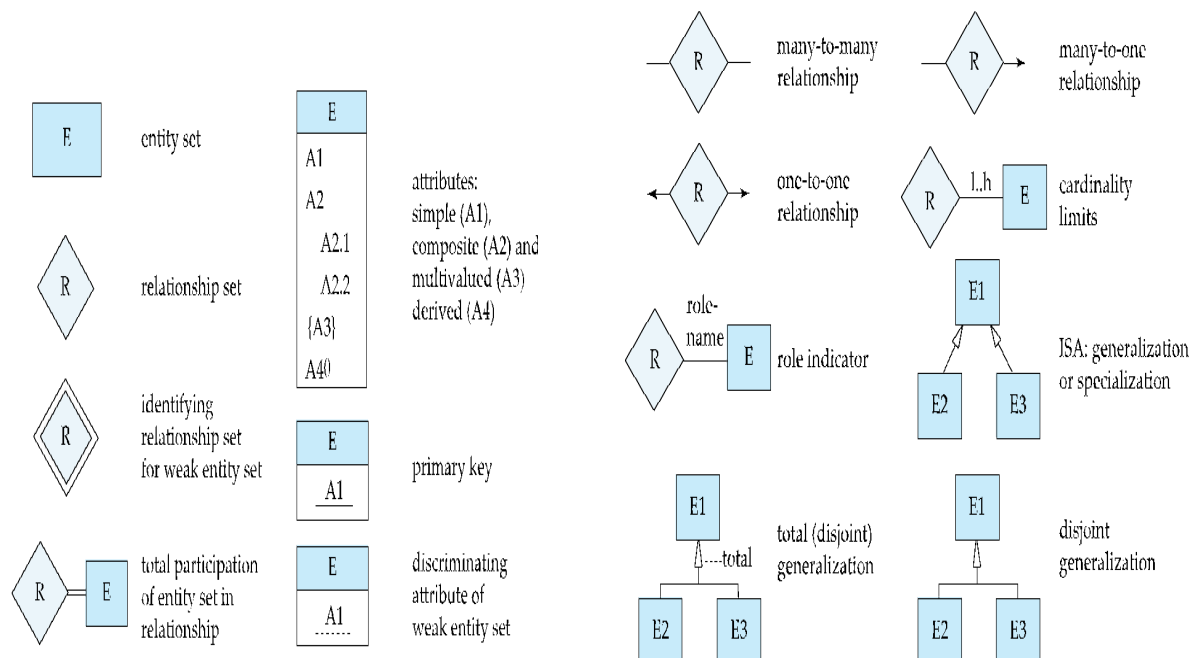 E
entity set
R
relationship set
R
identifying
relationship set
for weak entity set
R
E
total participation
of entity set in
relationship
E
A1
A2
A2.1
A2.2
{A3}
A4()
attributes:
simple (A1),
composite (A2) and
multivalued (A3)
derived (A4)
E
A1
primary key
E
A1
discriminating
attribute of
weak entity set
R
many-to-many
relationship
R
many-to-one
relationship
R
one-to-one
relationship
R
l..h
E
cardinality
limits
R
role-
name
E
role indicator
E1
E2
E3
ISA: generalization
or specialization
E1
total
E2
E3
total (disjoint)
generalization
E1
E2
E3
disjoint
generalization